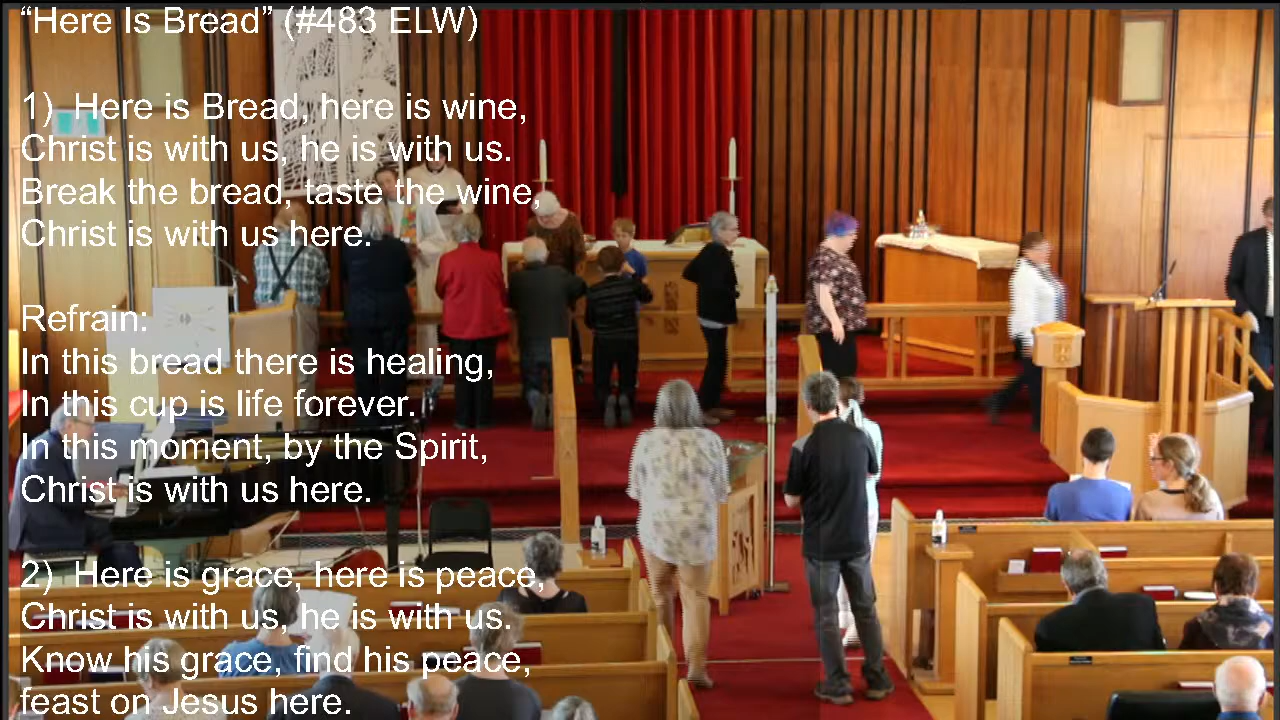 “Here Is Bread” (#483 ELW)
1)  Here is Bread, here is wine,
Christ is with us, he is with us.
Break the bread, taste the wine,
Christ is with us here.
Refrain:
In this bread there is healing,
In this cup is life forever.
In this moment, by the Spirit,
Christ is with us here.
2)  Here is grace, here is peace,
Christ is with us, he is with us.
Know his grace, find his peace,
feast on Jesus here.